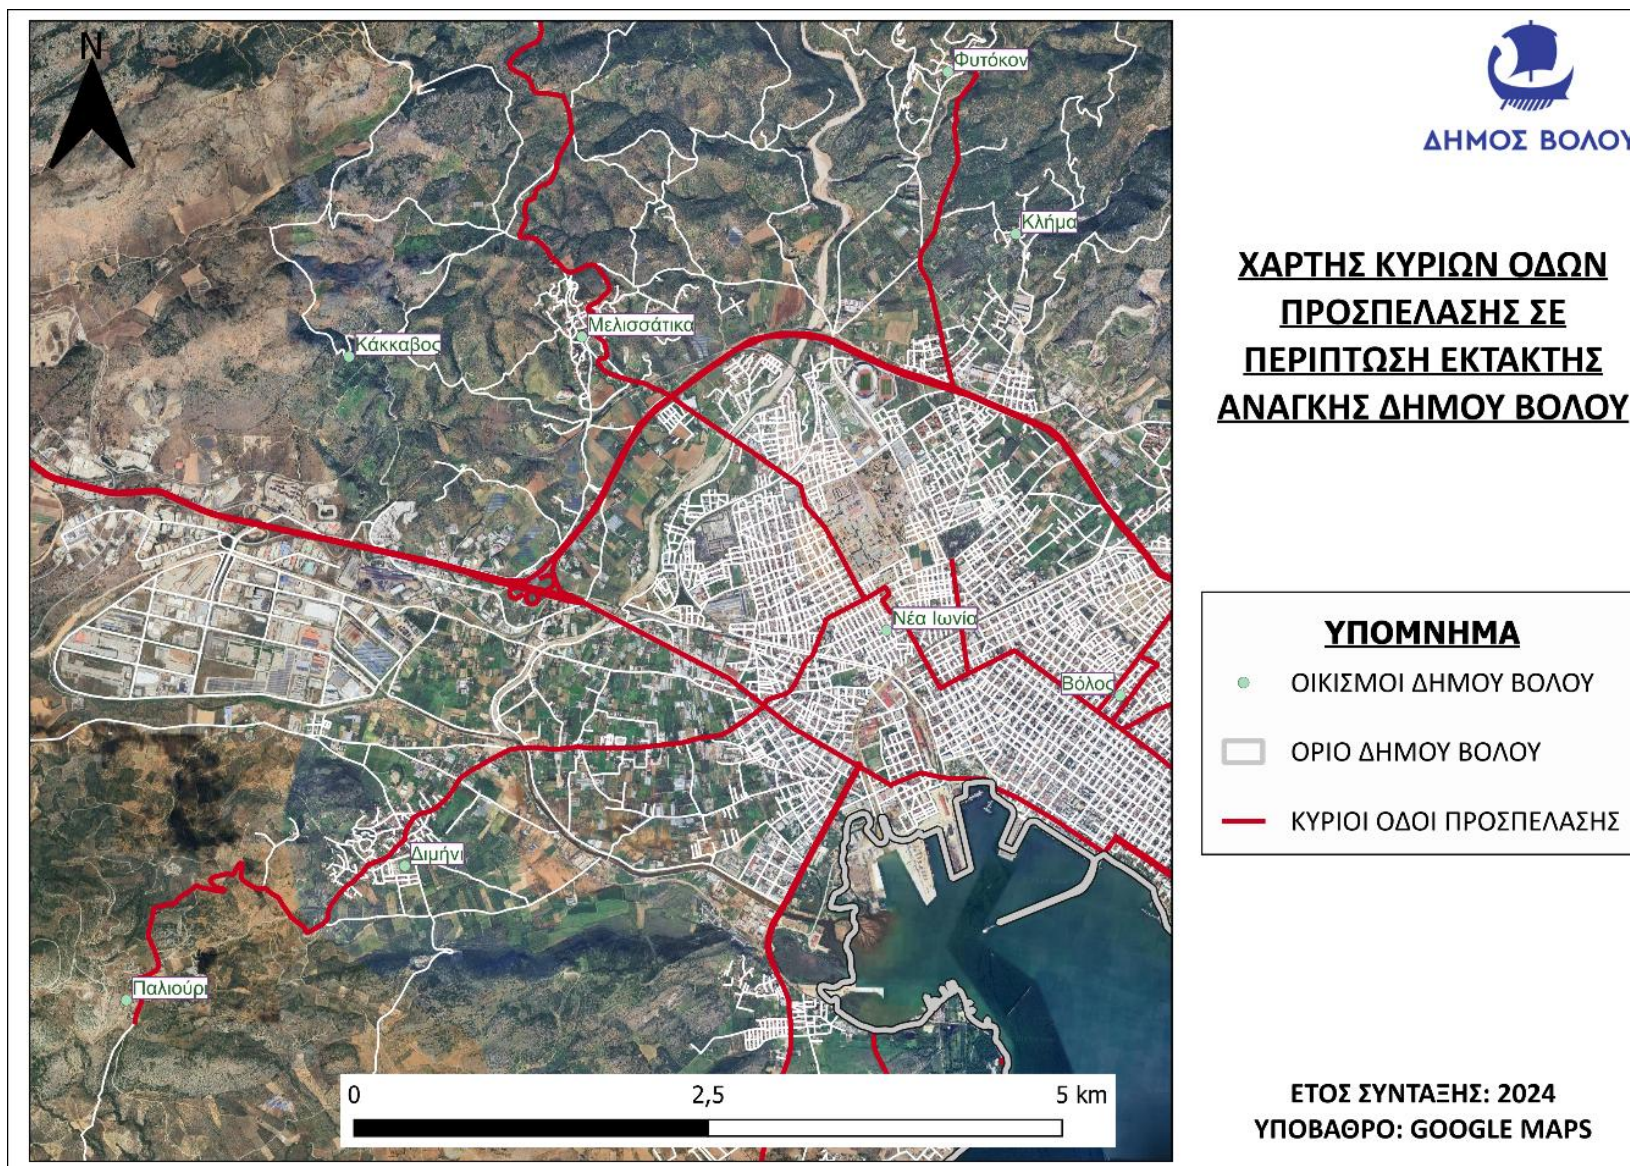 N
Φυτόκον
Κλήμα
Μελισσάτικα
Κάκκαβος
Νέα Ιωνία
Βόλος
Διμήνι
Παλιούρι
0 2,5 5 km
ΔΗΜΟΣ ΒΟΛΟΥ
ΧΑΡΤΗΣ ΚΥΡΙΩΝ ΟΔΩΝ
ΠΡΟΣΠΕΛΑΣΗΣ ΣΕ
ΠΕΡΙΠΤΩΣΗ ΕΚΤΑΚΤΗΣ
ΑΝΑΓΚΗΣ ΔΗΜΟΥ ΒΟΛΟΥ
ΥΠΟΜΝΗΜΑ
ΟΙΚΙΣΜΟΙ ΔΗΜΟΥ ΒΟΛΟΥ
ΟΡΙΟ ΔΗΜΟΥ ΒΟΛΟΥ
ΚΥΡΙΟΙ ΟΔΟΙ ΠΡΟΣΠΕΛΑΣΗΣ
ΕΤΟΣ ΣΥΝΤΑΞΗΣ: 2024
ΥΠΟΒΑΘΡΟ: GOOGLE MAPS